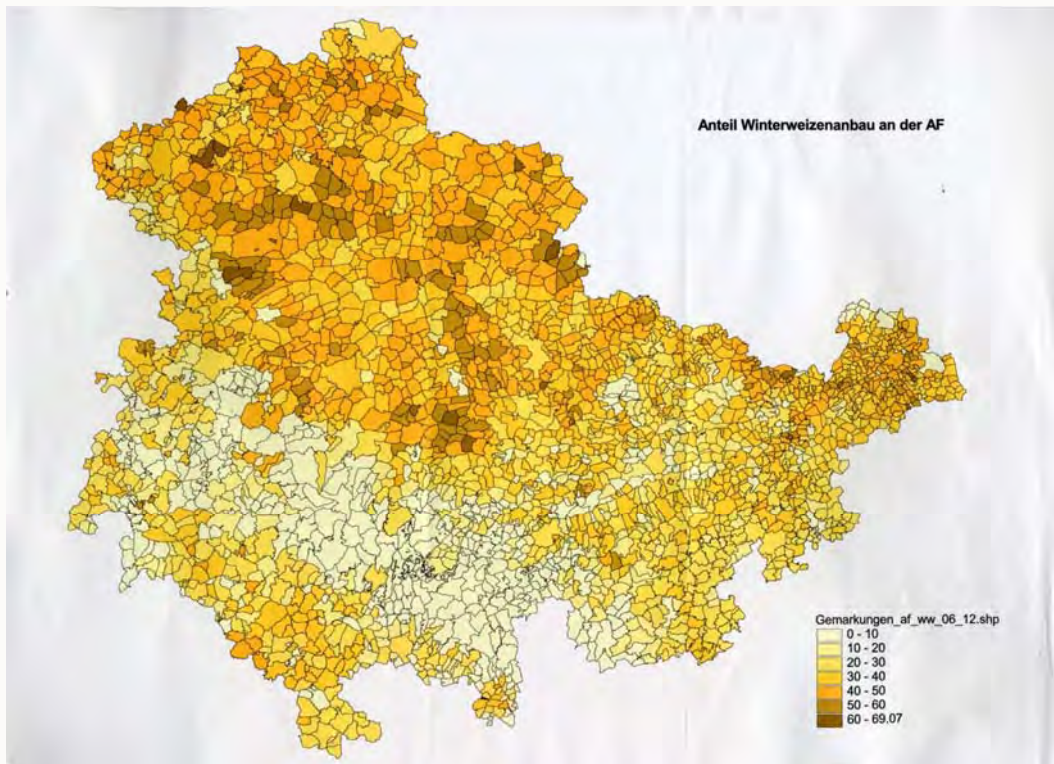 Anteil Winterweizenanbau an der AF
Gemarkungen_af_ww_06_12.shp
0 - 10
10 - 20
20 - 30
30 - 40
40 - 50
50 - 60
60 - 69.07